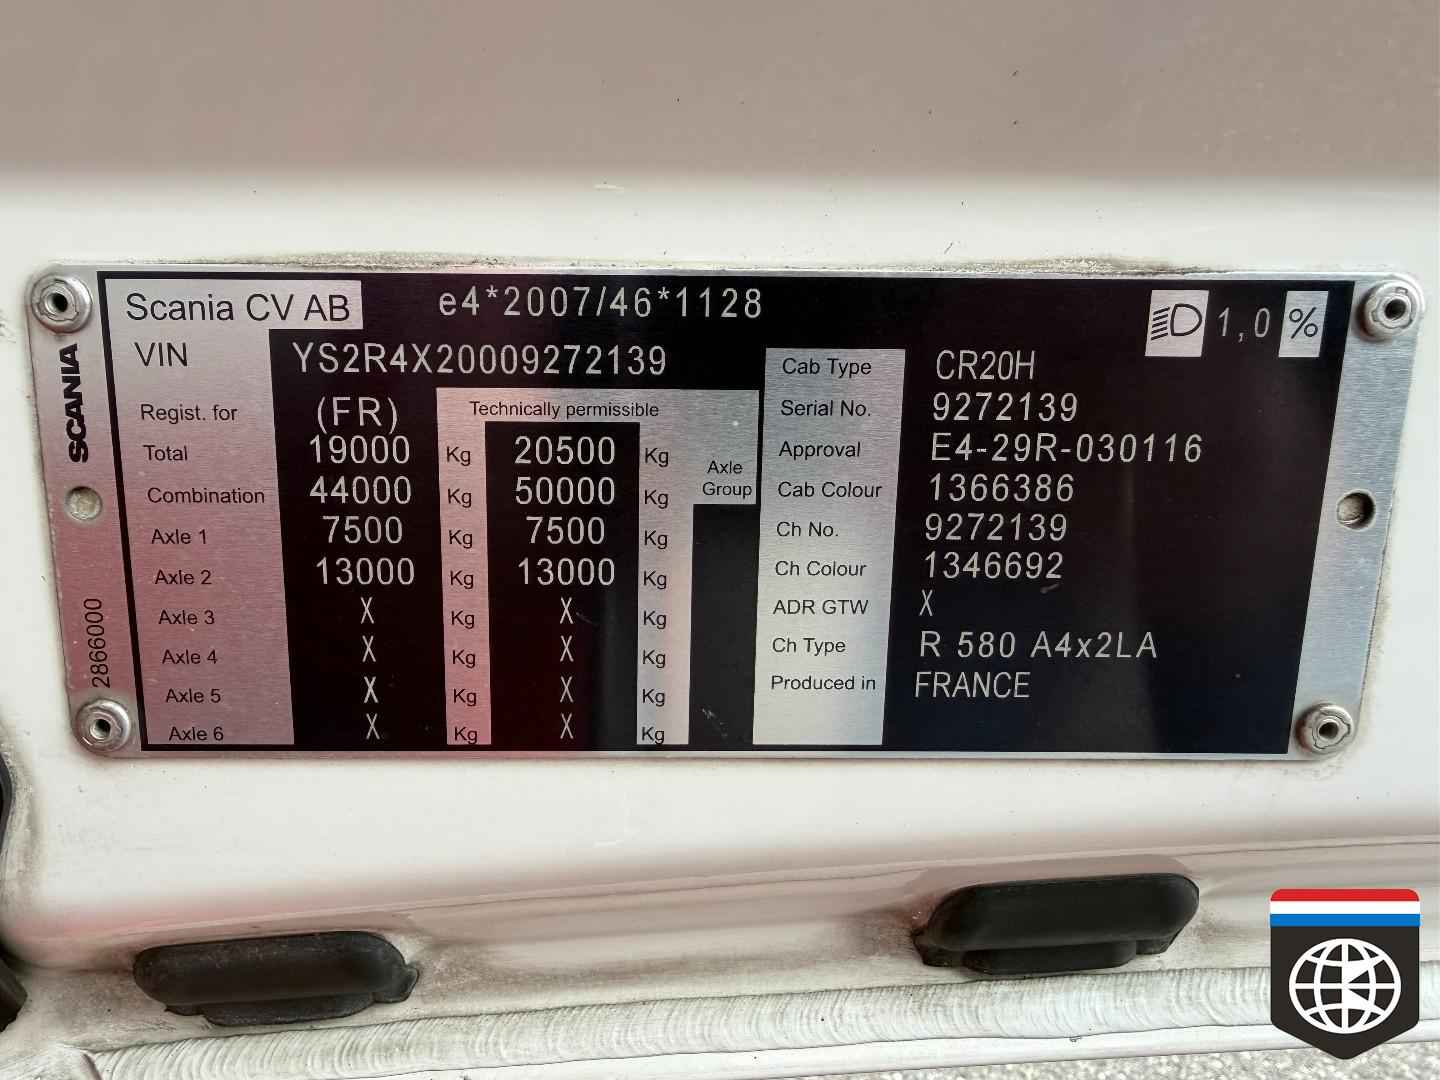 Scania CV AB e4*2007/46*1128 1,0 %
SCANIA
2866000
VIN YS2R4X20009272139
Regist. for (FR) Technically permissible
Total 19000 Kg 20500 Kg Axle Group
Combination 44000 Kg 50000 Kg
Axle 1 7500 Kg 7500 Kg
Axle 2 13000 Kg 13000 Kg
Axle 3 X Kg X Kg
Axle 4 X Kg X Kg
Axle 5 X Kg X Kg
Axle 6 X Kg X Kg
Cab Type CR20H
Serial No. 9272139
Approval E4-29R-030116
Cab Colour 1366386
Ch No. 9272139
Ch Colour 1346692
ADR GTW X
Ch Type R 580 A4x2LA
Produced in FRANCE